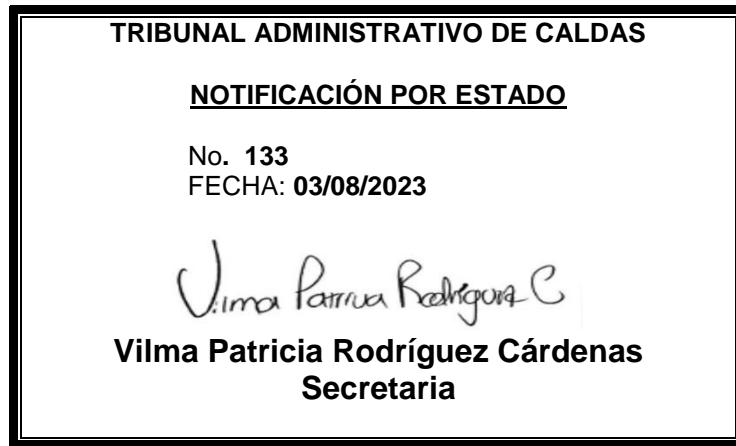 TRIBUNAL ADMINISTRATIVO DE CALDAS
NOTIFICACIÓN POR ESTADO
No. 133
FECHA: 03/08/2023
Vilma Patricia Rodríguez C
Vilma Patricia Rodríguez Cárdenas
Secretaria